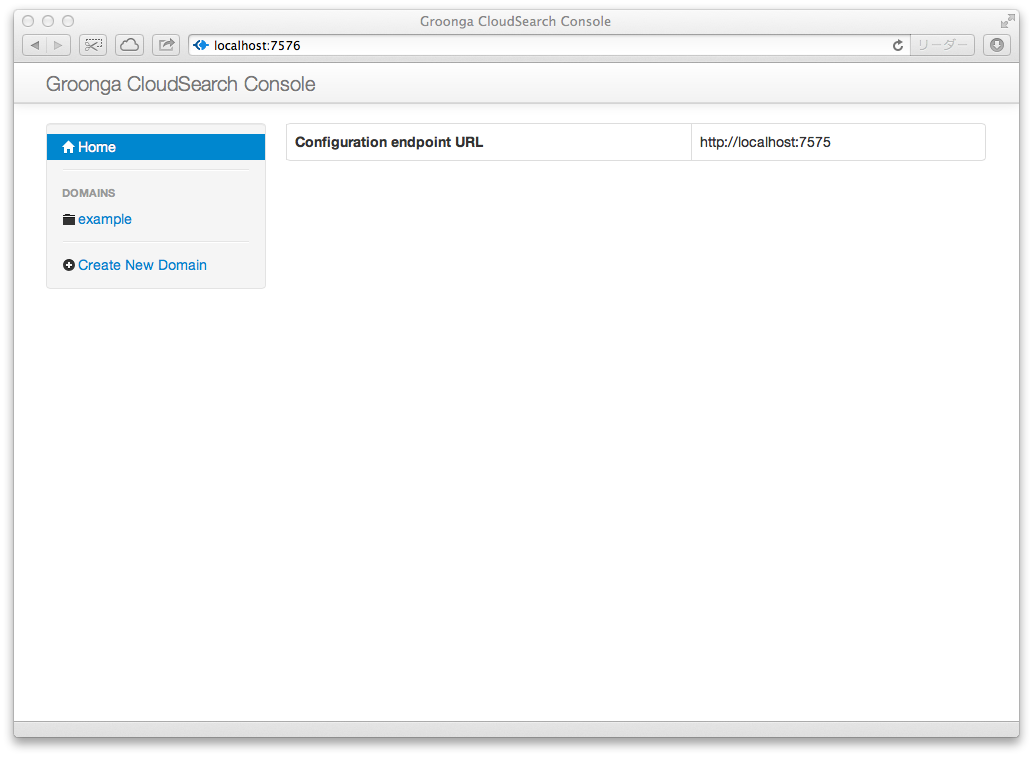 Groonga CloudSearch Console
localhost:7576
リーダー
Groonga CloudSearch Console
Home
Configuration endpoint URL http://localhost:7575
DOMAINS
example
Create New Domain